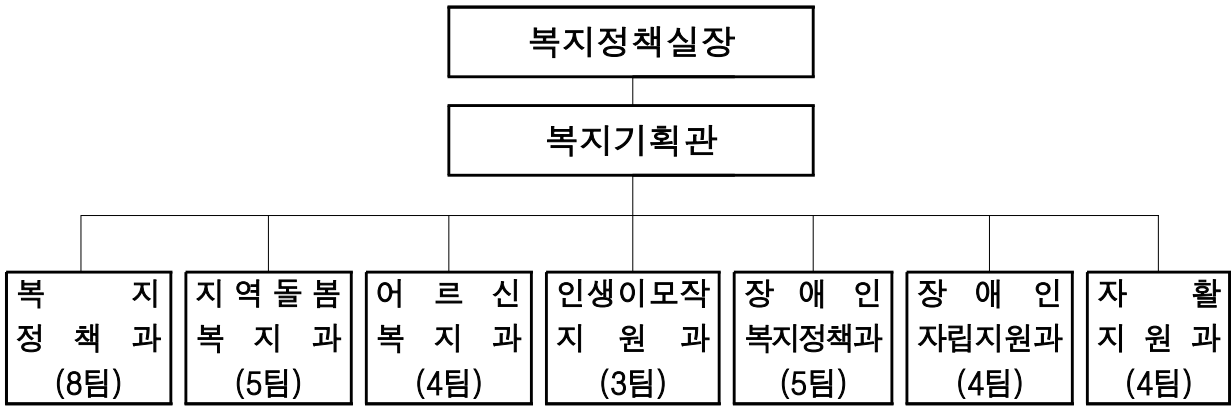 복지정책실장
복지기획관
복 지
정 책 과
(8팀)
지 역 돌 봄
복 지 과
(5팀)
어 르 신
복 지 과
(4팀)
인생이모작
지 원 과
(3팀)
장 애 인
복지정책과
(5팀)
장 애 인
자립지원과
(4팀)
자 활
지 원 과
(4팀)